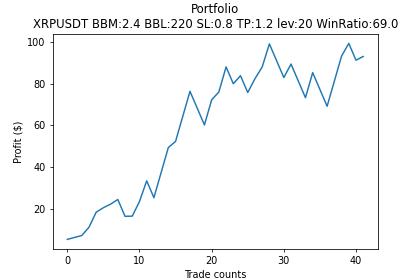 Portfolio
XRPUSDT BBM:2.4 BBL:220 SL:0.8 TP:1.2 lev:20 WinRatio:69.0
100
80
60
40
20
Profit ($)
0 10 20 30 40
Trade counts